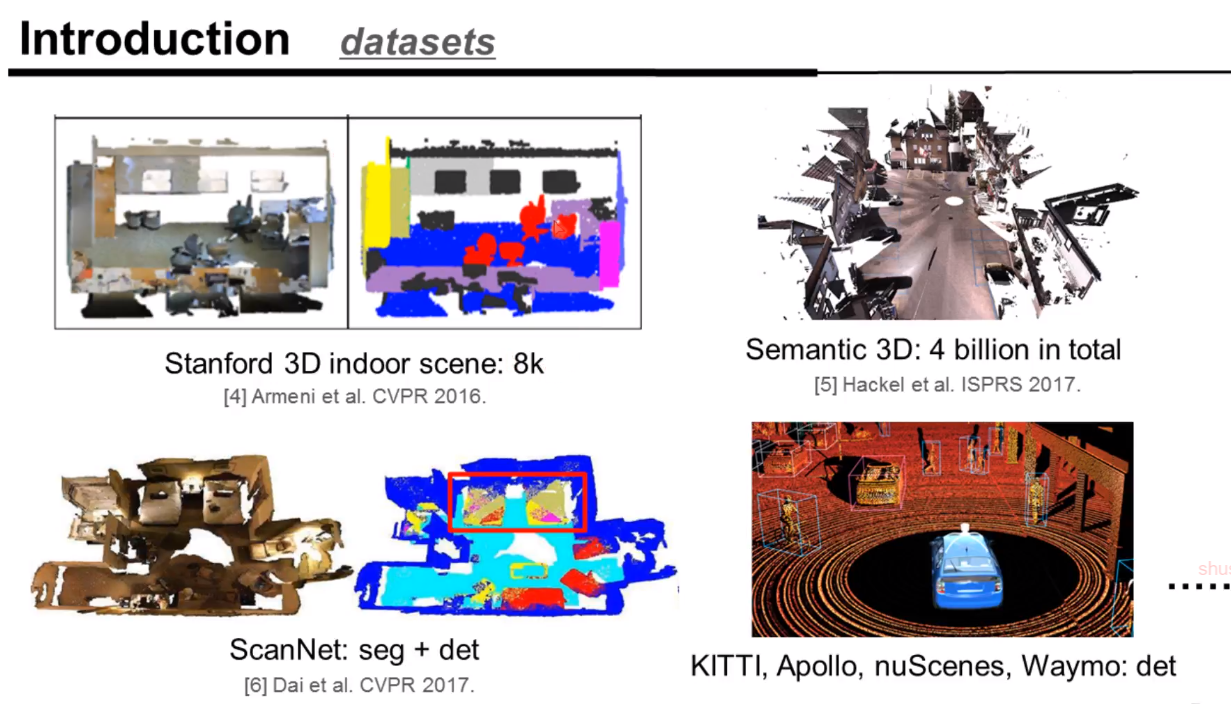 Introduction datasets
Stanford 3D indoor scene: 8k
[4] Armeni et al. CVPR 2016.
Semantic 3D: 4 billion in total
[5] Hackel et al. ISPRS 2017.
ScanNet: seg + det
[6] Dai et al. CVPR 2017.
KITTI, Apollo, nuScenes, Waymo: det
......